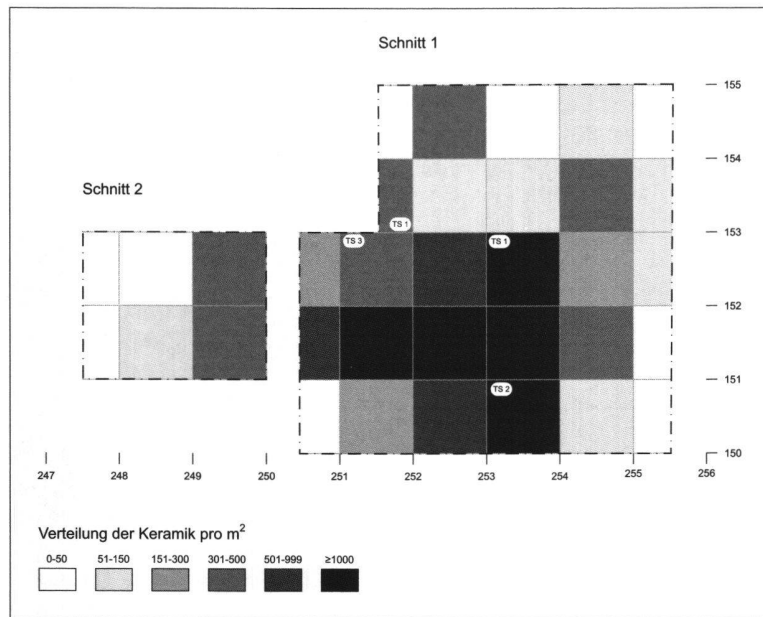 Schnitt 1
155
154
Schnitt 2
TS 1
153
TS 3 TS 1
152
151
TS 2
150
247 248 249 250 251 252 253 254 255 256
Verteilung der Keramik pro m²
0-50 51-150 151-300 301-500 501-999 ≥1000